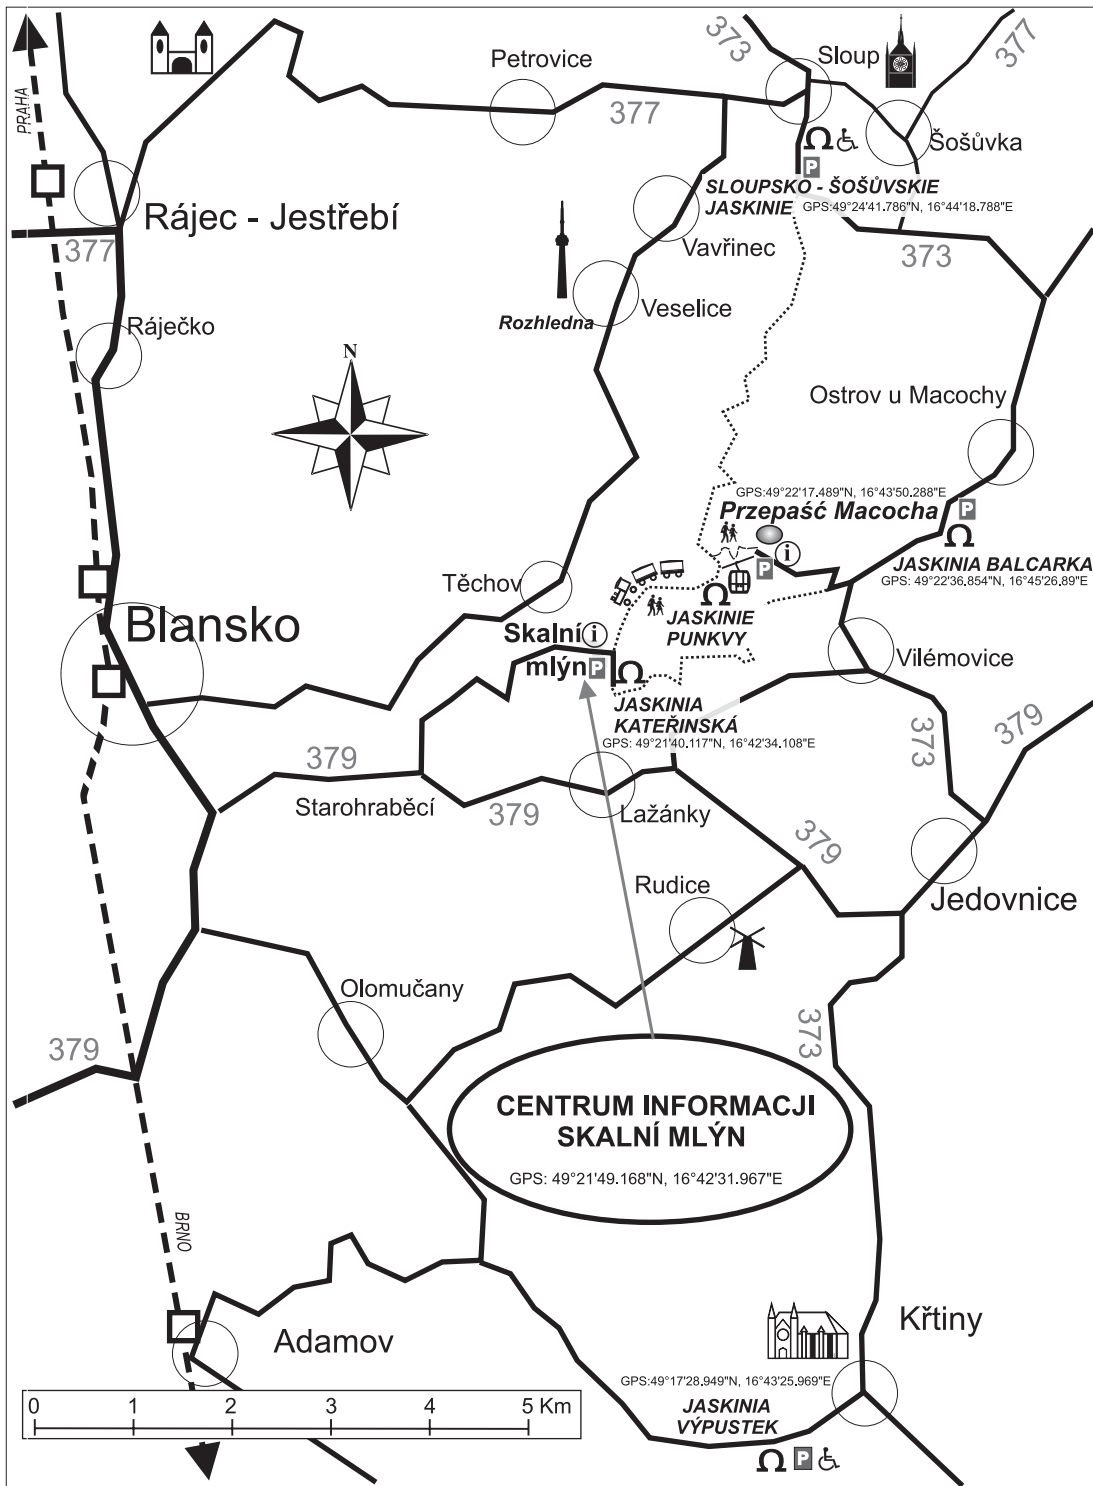 373
Sloup
377
Petrovice
377
PRAHA
Šošůvka
P
SLOUPSKO - ŠOŠŮVSKIE
JASKINIE
GPS:49°24'41.786"N, 16°44'18.788"E
Rájec - Jestřebí
377
Vavřinec
373
Veselice
Rozhledna
Ráječko
N
Ostrov u Macochy
GPS:49°22'17.489"N, 16°43'50.288"E
Przepaść Macocha
P
i
P
JASKINIA BALCARKA
GPS: 49°22'36,854"N, 16°45'26.89"E
Těchov
JASKINIE
PUNKVY
Blansko
Skalní i
mlýn P
Vilémovice
JASKINIA
KATEŘINSKÁ
GPS: 49°21'40.117"N, 16°42'34.108"E
373
379
379
Starohraběcí
379
Lažánky
379
Rudice
Jedovnice
Olomučany
379
373
CENTRUM INFORMACJI
SKALNÍ MLÝN
GPS: 49°21'49.168"N, 16°42'31.967"E
BRNO
Křtiny
Adamov
GPS:49°17'28.949"N, 16°43'25.969"E
JASKINIA
VÝPUSTEK
P
0 1 2 3 4 5 Km